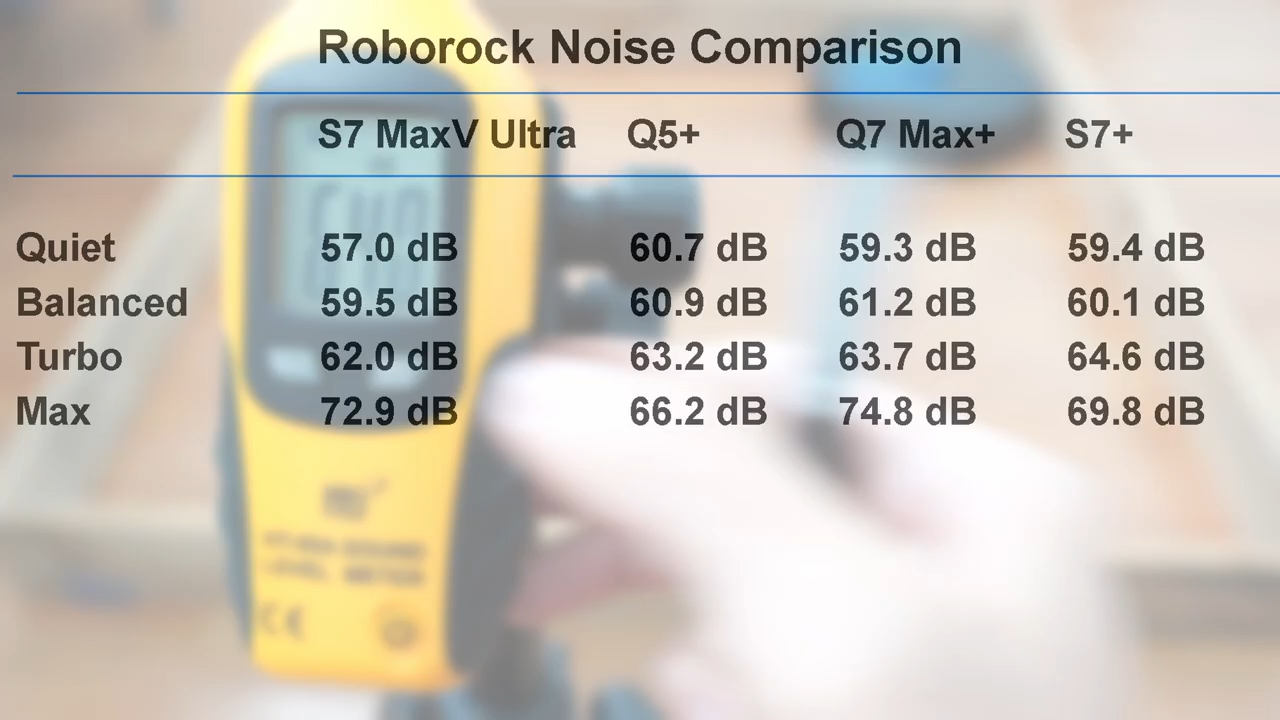 Roborock Noise Comparison
S7 MaxV Ultra Q5+ Q7 Max+ S7+
Quiet 57.0 dB 60.7 dB 59.3 dB 59.4 dB
Balanced 59.5 dB 60.9 dB 61.2 dB 60.1 dB
Turbo 62.0 dB 63.2 dB 63.7 dB 64.6 dB
Max 72.9 dB 66.2 dB 74.8 dB 69.8 dB
LEVEL METER
CE